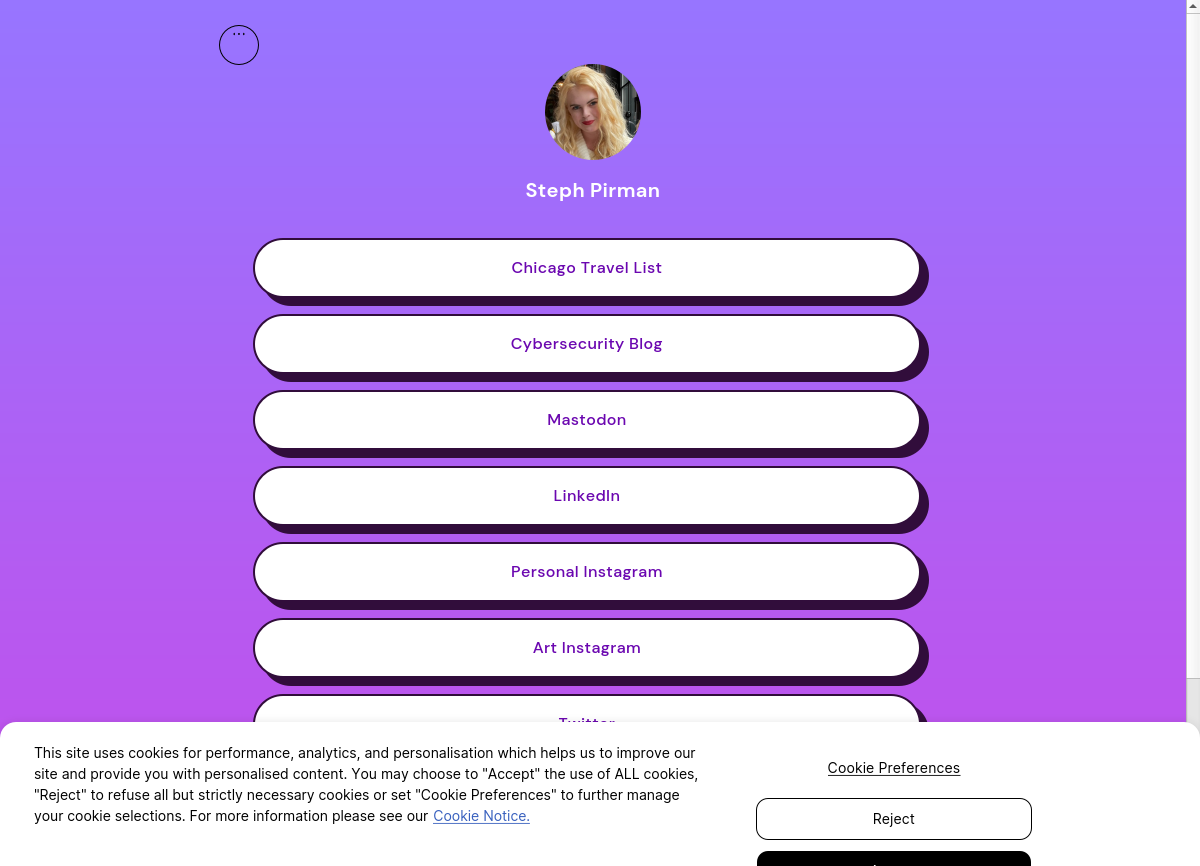 Steph Pirman
Chicago Travel List
Cybersecurity Blog
Mastodon
LinkedIn
Personal Instagram
Art Instagram
Twitter
This site uses cookies for performance, analytics, and personalisation which helps us to improve our
site and provide you with personalised content. You may choose to "Accept" the use of ALL cookies,
"Reject" to refuse all but strictly necessary cookies or set "Cookie Preferences" to further manage
your cookie selections. For more information please see our Cookie Notice.
Cookie Preferences
Reject